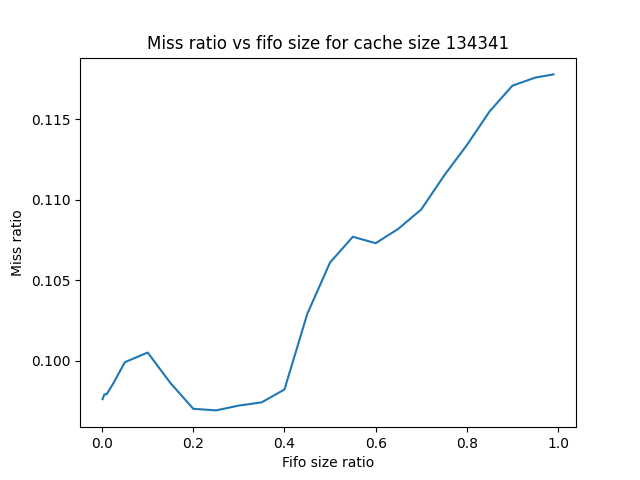 Miss ratio vs fifo size for cache size 134341
0.115
0.110
0.105
0.100
Miss ratio
0.0 0.2 0.4 0.6 0.8 1.0
Fifo size ratio